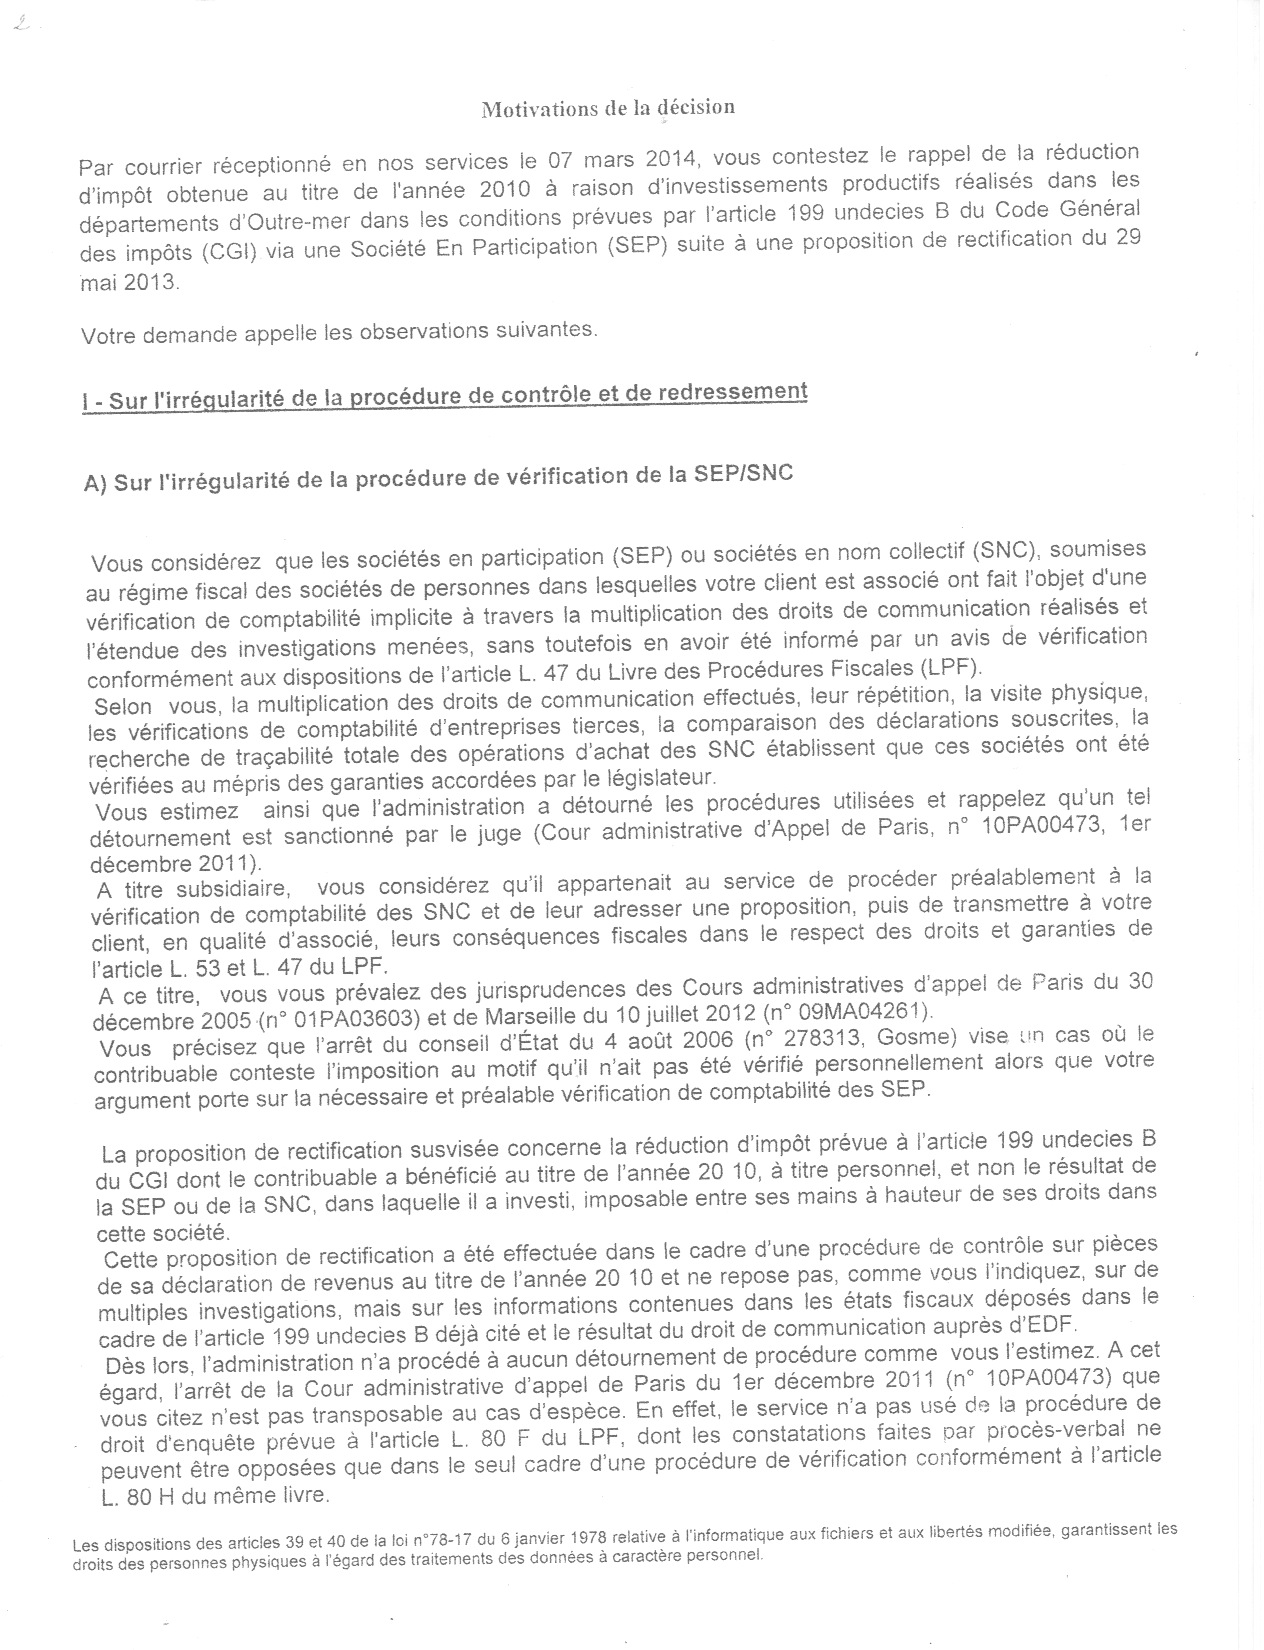 2
Motivations de la décision
Par courrier réceptionné en nos services le 07 mars 2014, vous contestez le rappel de la réduction
d'impôt obtenue au titre de l'année 2010 à raison d'investissements productifs réalisés dans les
départements d'Outre-mer dans les conditions prévues par l'article 199 undecies B du Code Général
des impôts (CGI) via une Société En Participation (SEP) suite à une proposition de rectification du 29
mai 2013.
Votre demande appelle les observations suivantes.
I - Sur l'irrégularité de la procédure de contrôle et de redressement
A) Sur l'irrégularité de la procédure de vérification de la SEP/SNC
Vous considérez que les sociétés en participation (SEP) ou sociétés en nom collectif (SNC), soumises
au régime fiscal des sociétés de personnes dans lesquelles votre client est associé ont fait l'objet d'une
vérification de comptabilité implicite à travers la multiplication des droits de communication réalisés et
l'étendue des investigations menées, sans toutefois en avoir été informé par un avis de vérification
conformément aux dispositions de l'article L. 47 du Livre des Procédures Fiscales (LPF).
Selon vous, la multiplication des droits de communication effectués, leur répétition, la visite physique,
les vérifications de comptabilité d'entreprises tierces, la comparaison des déclarations souscrites, la
recherche de traçabilité totale des opérations d'achat des SNC établissent que ces sociétés ont été
vérifiées au mépris des garanties accordées par le législateur.
Vous estimez ainsi que l'administration a détourné les procédures utilisées et rappelez qu'un tel
détournement est sanctionné par le juge (Cour administrative d'Appel de Paris, n° 10PA00473, 1er
décembre 2011).
A titre subsidiaire, vous considérez qu'il appartenait au service de procéder préalablement à la
vérification de comptabilité des SNC et de leur adresser une proposition, puis de transmettre à votre
client, en qualité d'associé, leurs conséquences fiscales dans le respect des droits et garanties de
l'article L. 53 et L. 47 du LPF.
A ce titre, vous vous prévalez des jurisprudences des Cours administratives d'appel de Paris du 30
décembre 2005 (n° 01PA03603) et de Marseille du 10 juillet 2012 (n° 09MA04261).
Vous précisez que l'arrêt du conseil d'État du 4 août 2006 (n° 278313, Gosme) vise un cas où le
contribuable conteste l'imposition au motif qu'il n'ait pas été vérifié personnellement alors que votre
argument porte sur la nécessaire et préalable vérification de comptabilité des SEP.
La proposition de rectification susvisée concerne la réduction d'impôt prévue à l'article 199 undecies B
du CGI dont le contribuable a bénéficié au titre de l'année 20 10, à titre personnel, et non le résultat de
la SEP ou de la SNC, dans laquelle il a investi, imposable entre ses mains à hauteur de ses droits dans
cette société.
Cette proposition de rectification a été effectuée dans le cadre d'une procédure de contrôle sur pièces
de sa déclaration de revenus au titre de l'année 20 10 et ne repose pas, comme vous l'indiquez, sur de
multiples investigations, mais sur les informations contenues dans les états fiscaux déposés dans le
cadre de l'article 199 undecies B déjà cité et le résultat du droit de communication auprès d'EDF.
Dès lors, l'administration n'a procédé à aucun détournement de procédure comme vous l'estimez. A cet
égard, l'arrêt de la Cour administrative d'appel de Paris du 1er décembre 2011 (n° 10PA00473) que
vous citez n'est pas transposable au cas d'espèce. En effet, le service n'a pas usé de la procédure de
droit d'enquête prévue à l'article L. 80 F du LPF, dont les constatations faites par procès-verbal ne
peuvent être opposées que dans le seul cadre d'une procédure de vérification conformément à l'article
L. 80 H du même livre.
Les dispositions des articles 39 et 40 de la loi n°78-17 du 6 janvier 1978 relative à l'informatique aux fichiers et aux libertés modifiée, garantissent les
droits des personnes physiques à l'égard des traitements des données à caractère personnel.